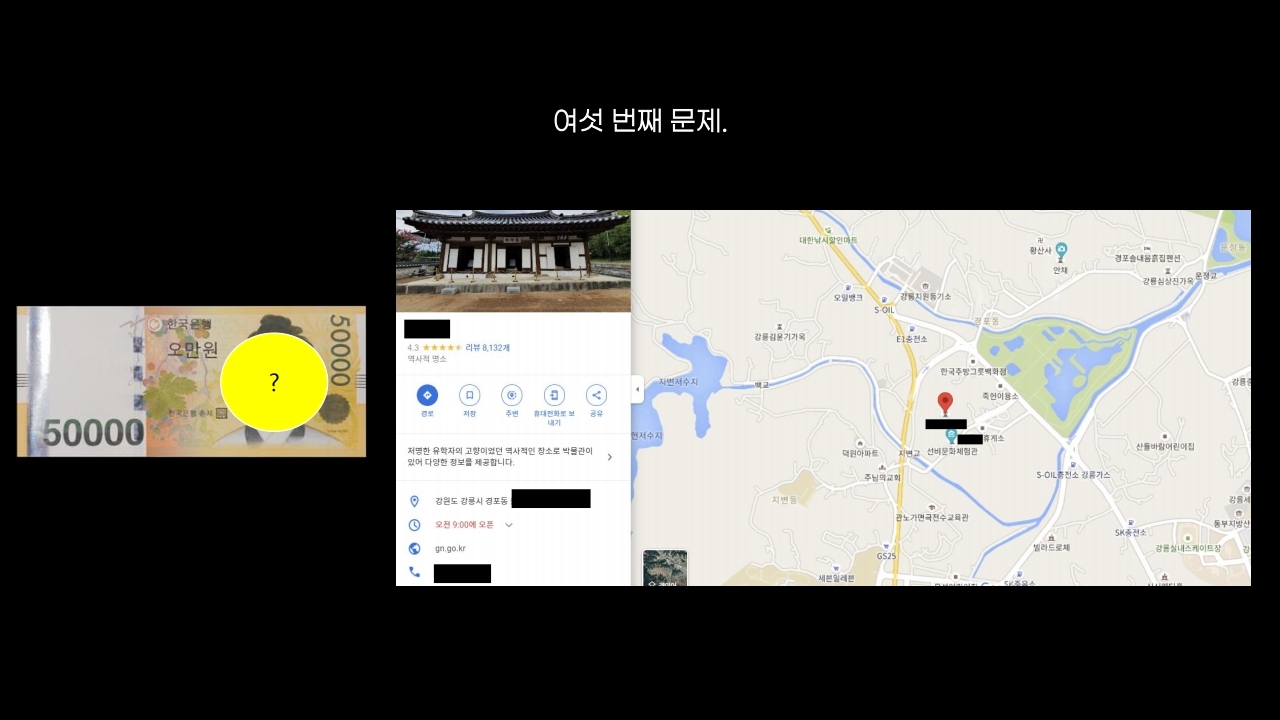 여섯 번째 문제.
한국은행
오만원
50000
한국은행 총재
50000
?
4.3
리뷰 8,132개
역사적 명소
경로
저장
주변
휴대전화로 보내기
공유
저명한 유학자의 고향이었던 역사적인 장소로 박물관이
있어 다양한 정보를 제공합니다.
강원도 강릉시 경포동
오전 9:00에 오픈
gn.go.kr
대한낚시할인마트
황산사
안채
경포솔내음흙집펜션
강릉심상진가옥
운정교
운정동
오일뱅크
강릉지원등기소
S-OIL
경포동
강릉김윤기가옥
E1충전소
한국주방그릇백화점
지변저수지
백교
죽헌이용소
휴게소
선비문화체험관
덕원아파트
지변교
산들바람어린이집
주님의교회
S-OIL충전소 강릉가스
지변동
관노가면극전수교육관
SK충전소
강릉실내스케이트장
빌라드로체
GS25
세븐일레븐